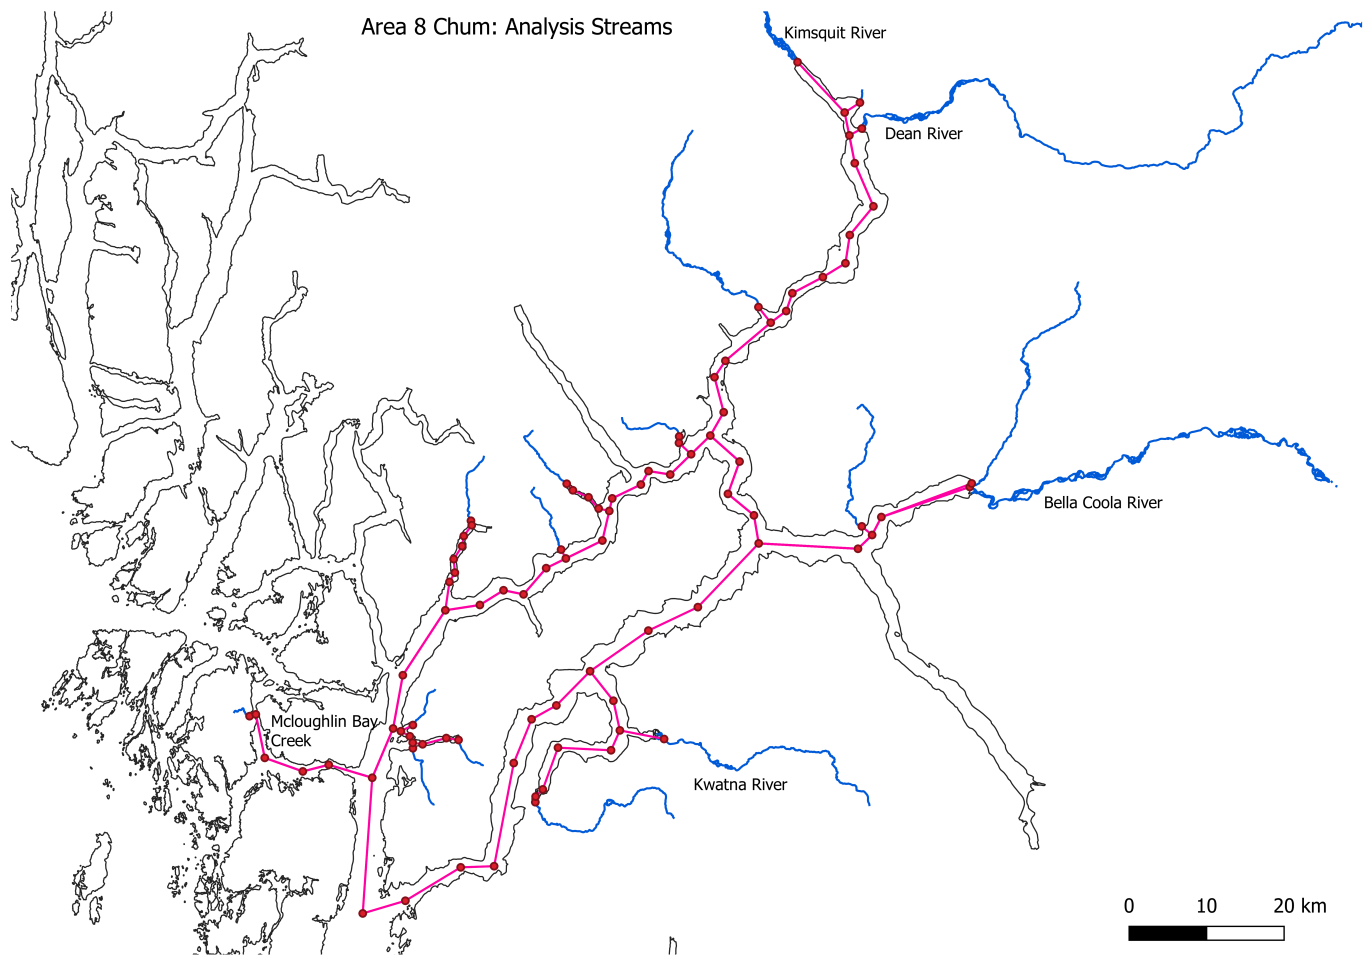 Area 8 Chum: Analysis Streams
Kimsquit River
Dean River
Bella Coola River
Mcloughlin Bay
Creek
Kwatna River
0 10 20 km